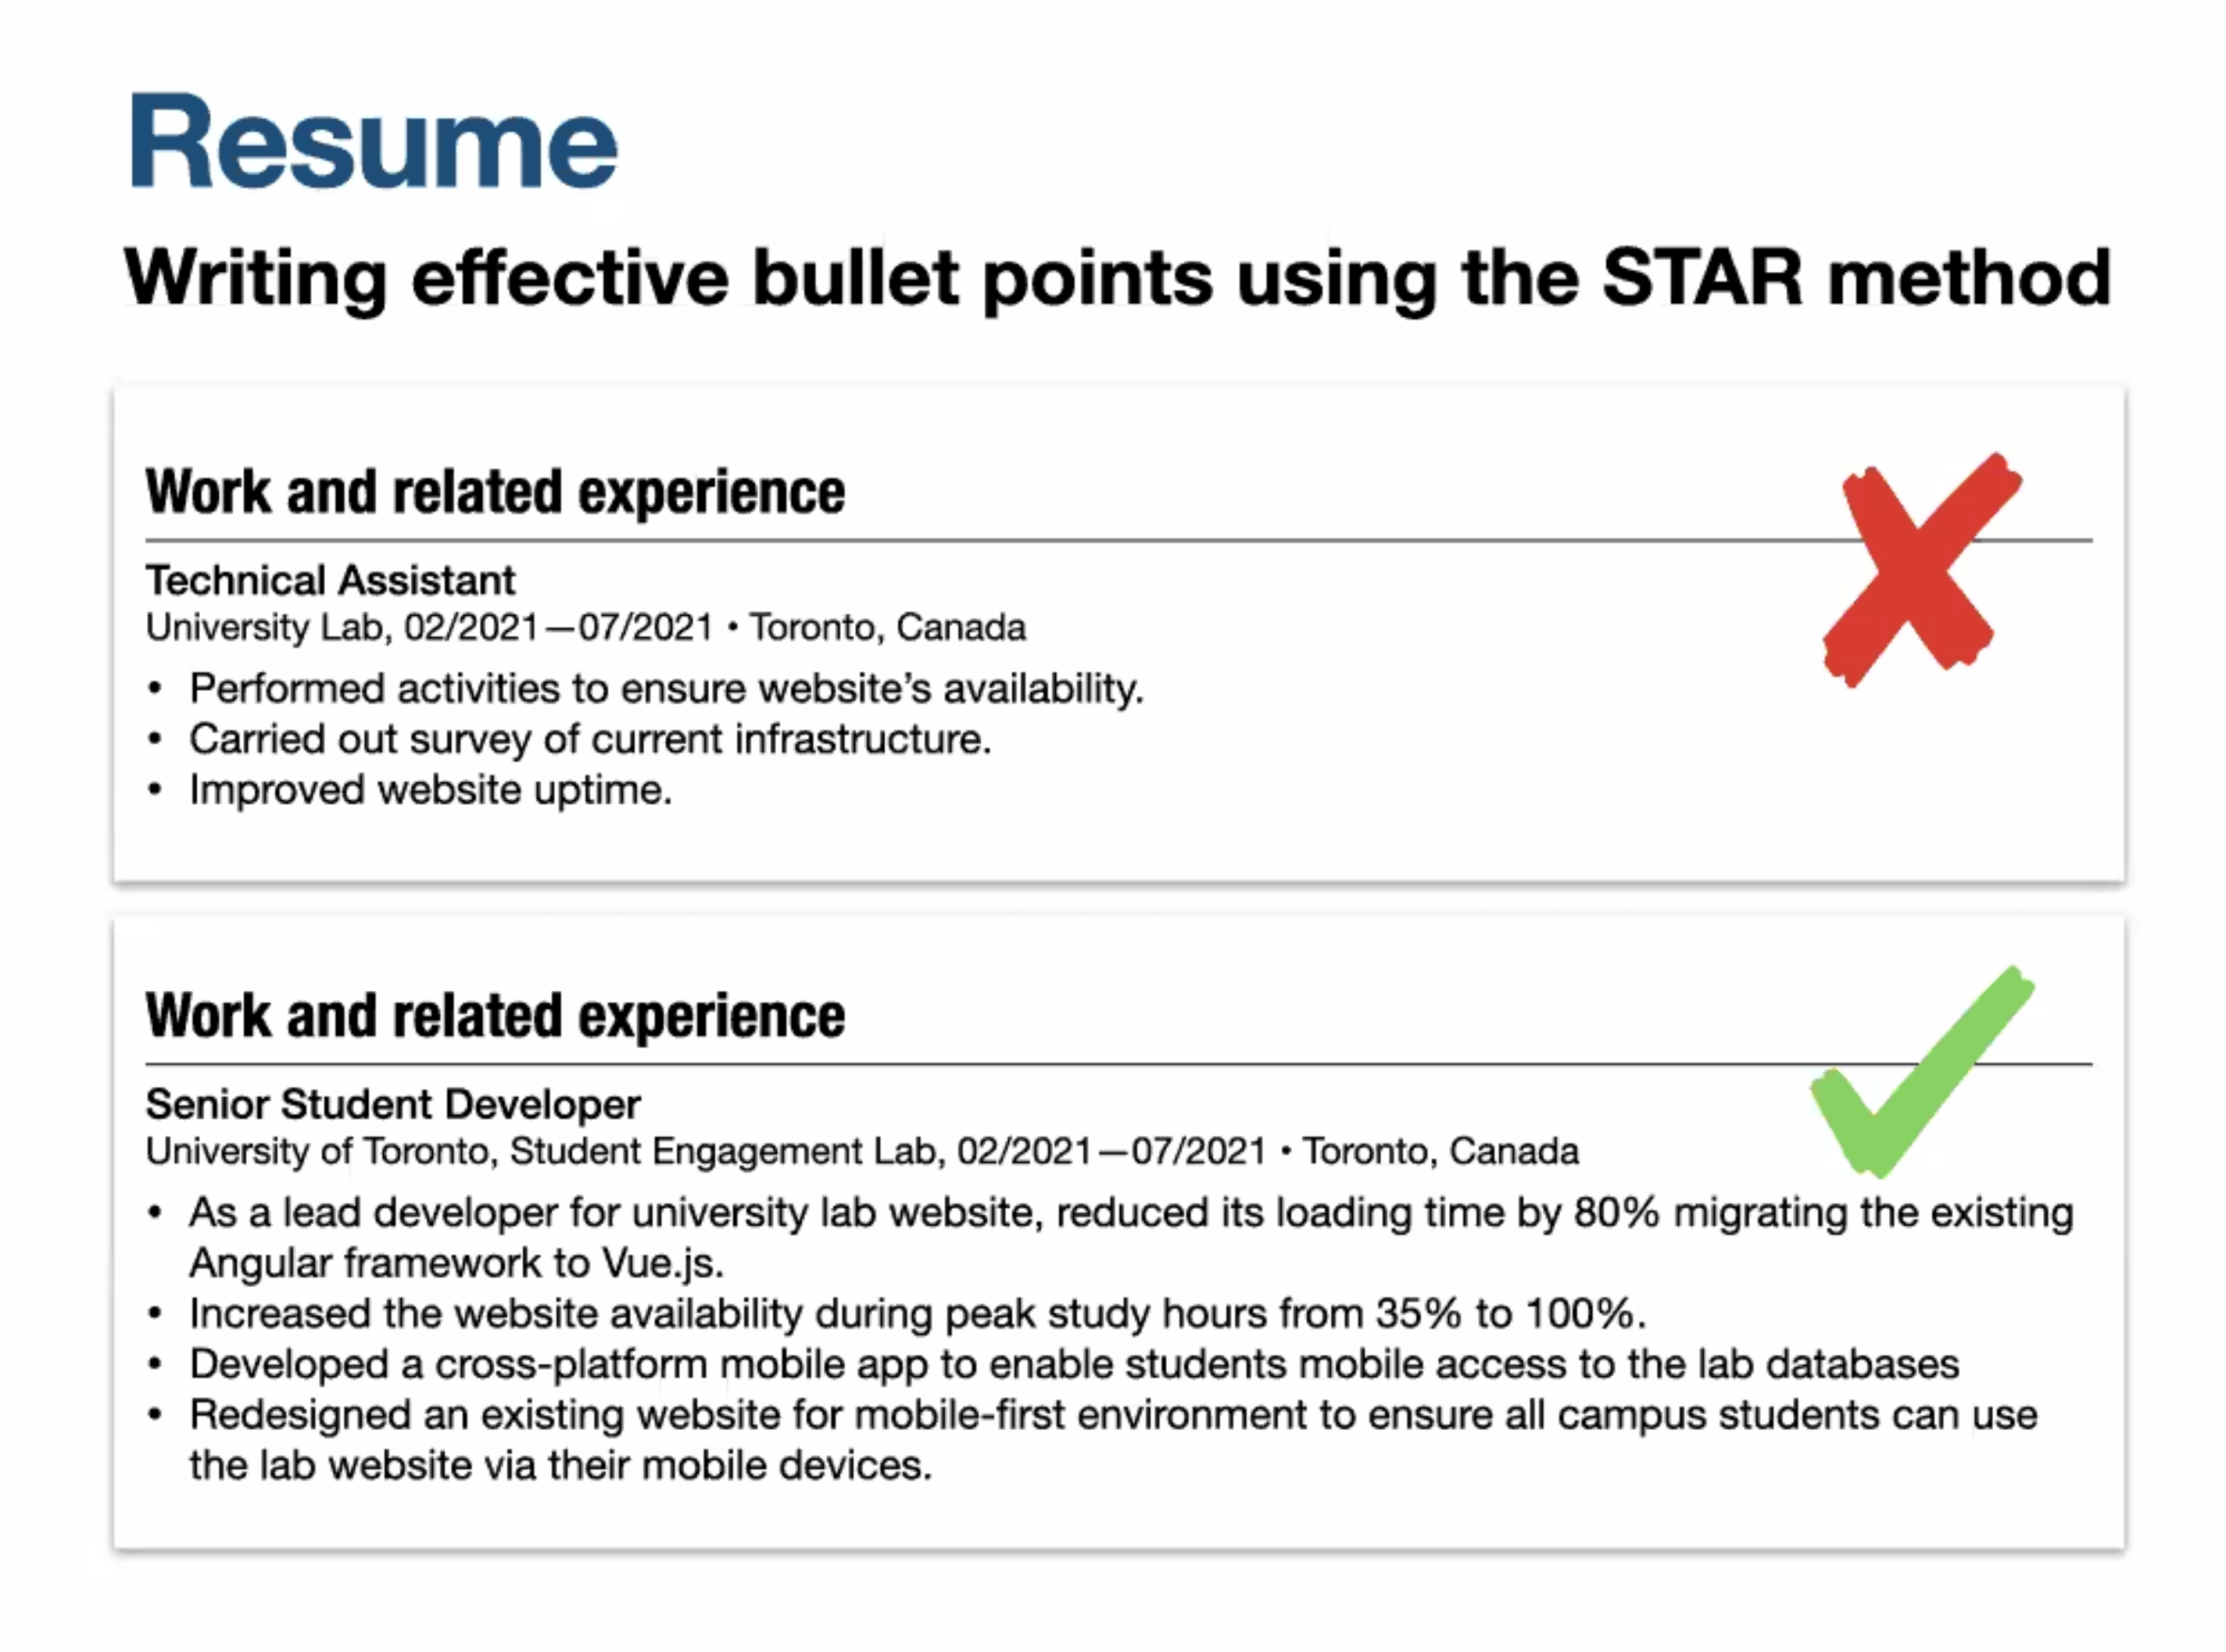 Resume
Writing effective bullet points using the STAR method
Work and related experience
Technical Assistant
University Lab, 02/2021—07/2021 • Toronto, Canada
• Performed activities to ensure website’s availability.
• Carried out survey of current infrastructure.
• Improved website uptime.
Work and related experience
Senior Student Developer
University of Toronto, Student Engagement Lab, 02/2021—07/2021 • Toronto, Canada
• As a lead developer for university lab website, reduced its loading time by 80% migrating the existing
Angular framework to Vue.js.
• Increased the website availability during peak study hours from 35% to 100%.
• Developed a cross-platform mobile app to enable students mobile access to the lab databases
• Redesigned an existing website for mobile-first environment to ensure all campus students can use
the lab website via their mobile devices.